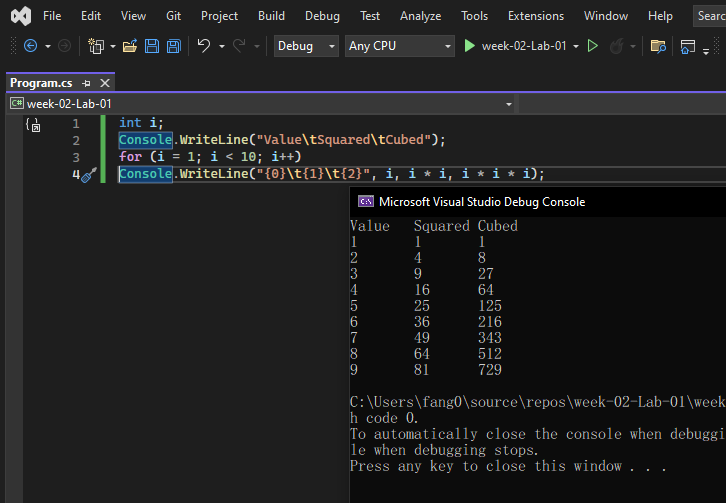 File Edit View Git Project Build Debug Test Analyze Tools Extensions Window Help Searc
Debug Any CPU week-02-Lab-01
Program.cs
C# week-02-Lab-01
1 int i;
2 Console.WriteLine("Value\tSquared\tCubed");
3 for (i = 1; i < 10; i++)
4 Console.WriteLine("{0}\t{1}\t{2}", i, i * i, i * i * i);
C:\ Microsoft Visual Studio Debug Console
Value Squared Cubed
1 1 1
2 4 8
3 9 27
4 16 64
5 25 125
6 36 216
7 49 343
8 64 512
9 81 729
C:\Users\fang0\source\repos\week-02-Lab-01\week
h code 0.
To automatically close the console when debuggi
le when debugging stops.
Press any key to close this window . . .